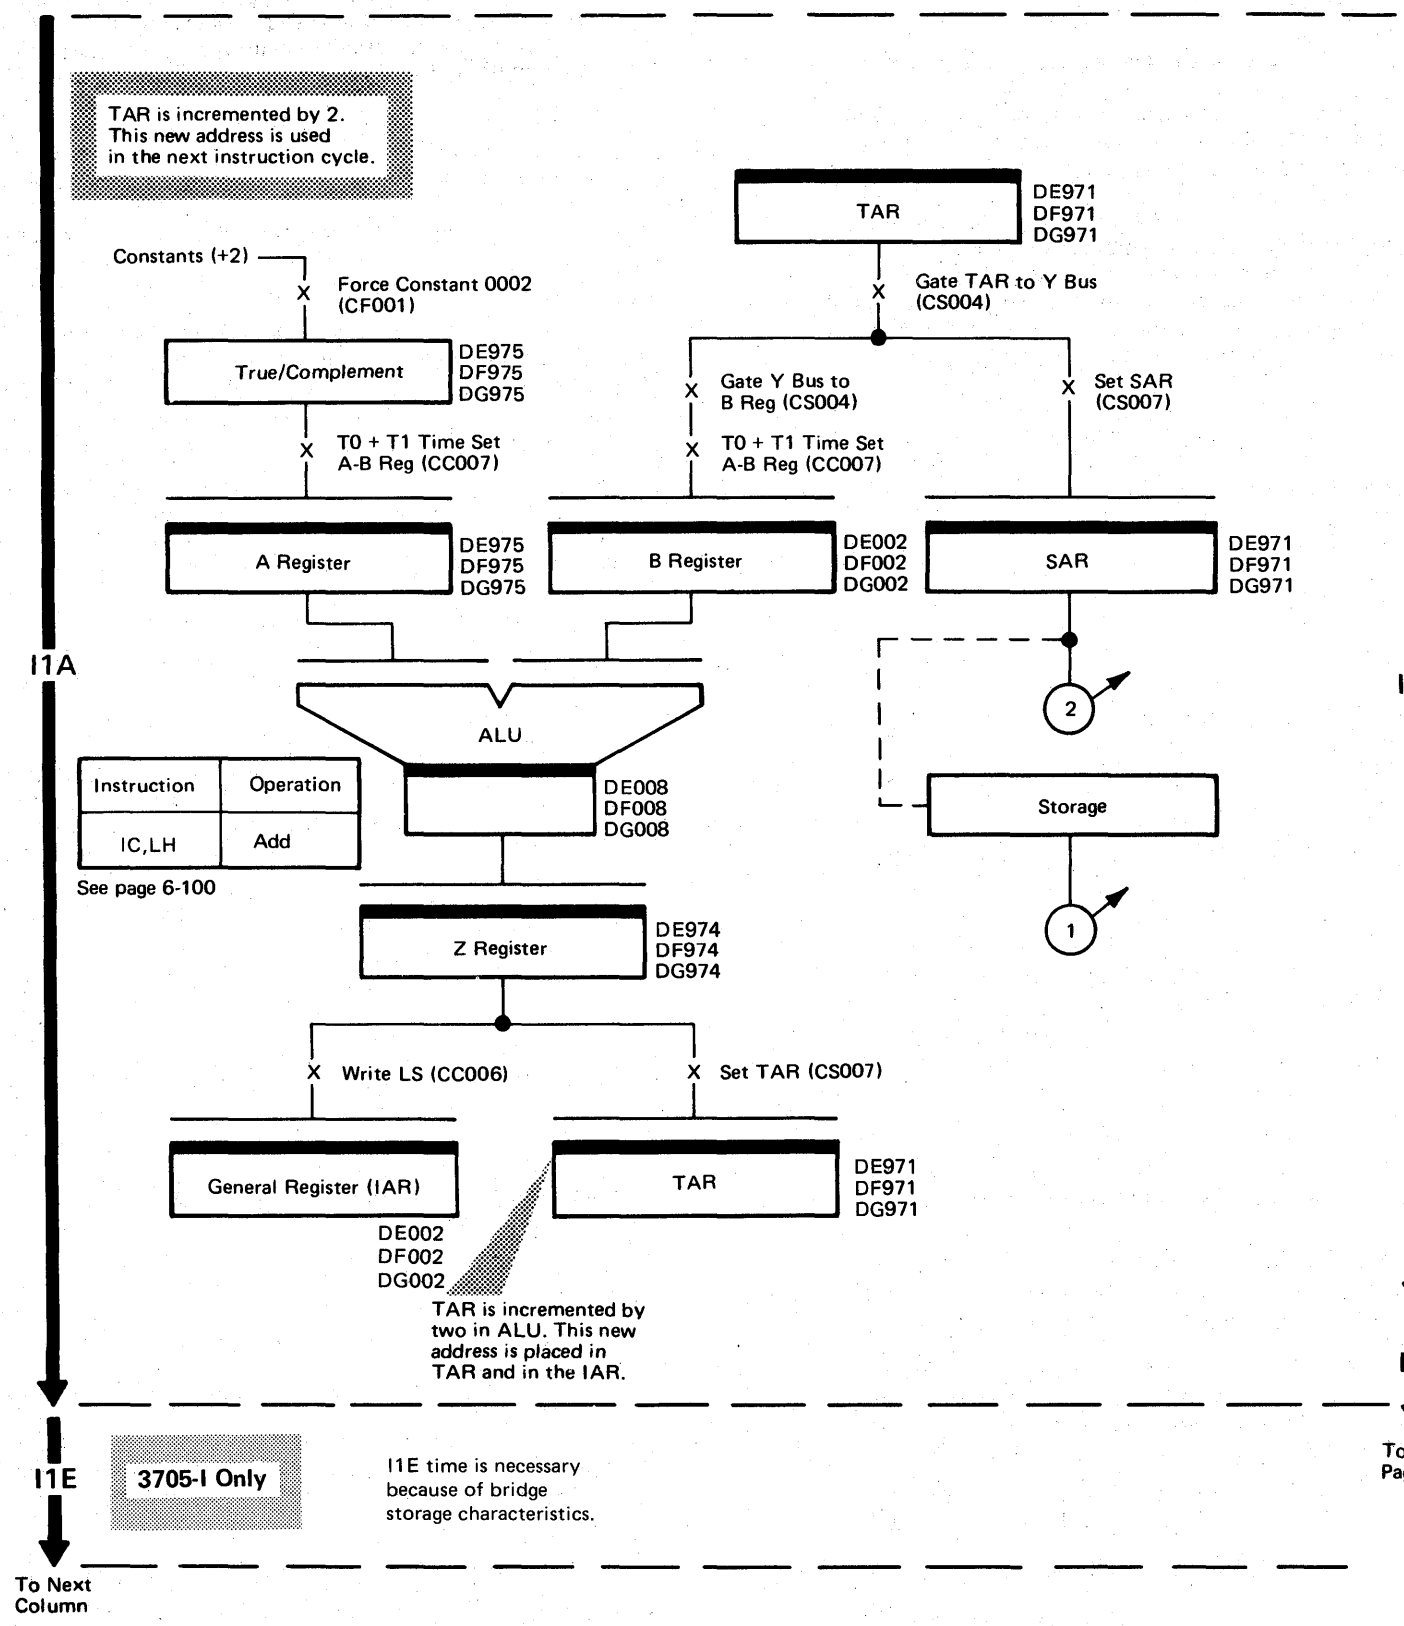 TAR is incremented by 2.
This new address is used
in the next instruction cycle.
TAR
DE971
DF971
DG971
Constants (+2)
Force Constant 0002
(CF001)
Gate TAR to Y Bus
(CS004)
True/Complement
DE975
DF975
DG975
Gate Y Bus to
B Reg (CS004)
Set SAR
(CS007)
T0 + T1 Time Set
A-B Reg (CC007)
T0 + T1 Time Set
A-B Reg (CC007)
A Register
DE975
DF975
DG975
B Register
DE002
DF002
DG002
SAR
DE971
DF971
DG971
I1A
2
ALU
Instruction Operation
IC,LH Add
See page 6-100
DE008
DF008
DG008
Storage
1
Z Register
DE974
DF974
DG974
Write LS (CC006)
Set TAR (CS007)
General Register (IAR)
DE002
DF002
DG002
TAR
DE971
DF971
DG971
TAR is incremented by
two in ALU. This new
address is placed in
TAR and in the IAR.
I1E
3705-I Only
I1E time is necessary
because of bridge
storage characteristics.
To Next
Column
To